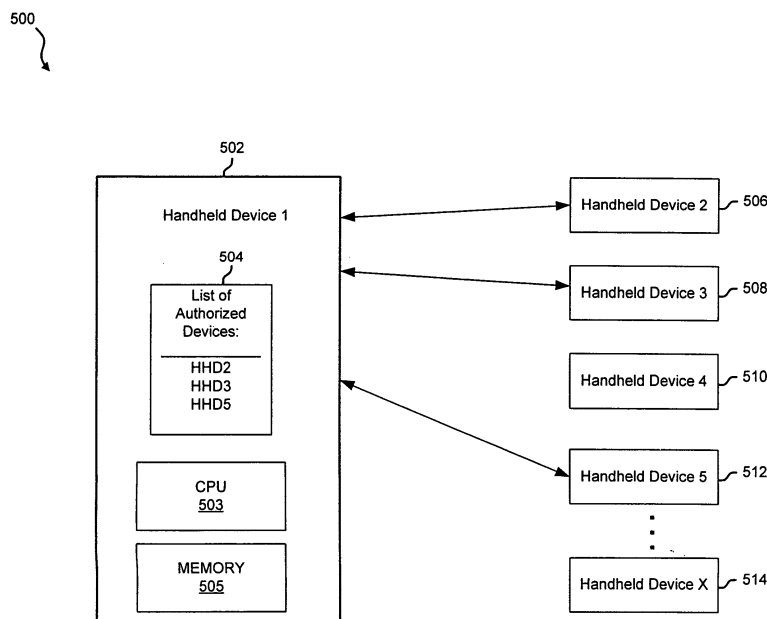 500
502
Handheld Device 1
504
List of
Authorized
Devices:
HHD2
HHD3
HHD5
CPU
503
MEMORY
505
Handheld Device 2
506
Handheld Device 3
508
Handheld Device 4
510
Handheld Device 5
512
Handheld Device X
514